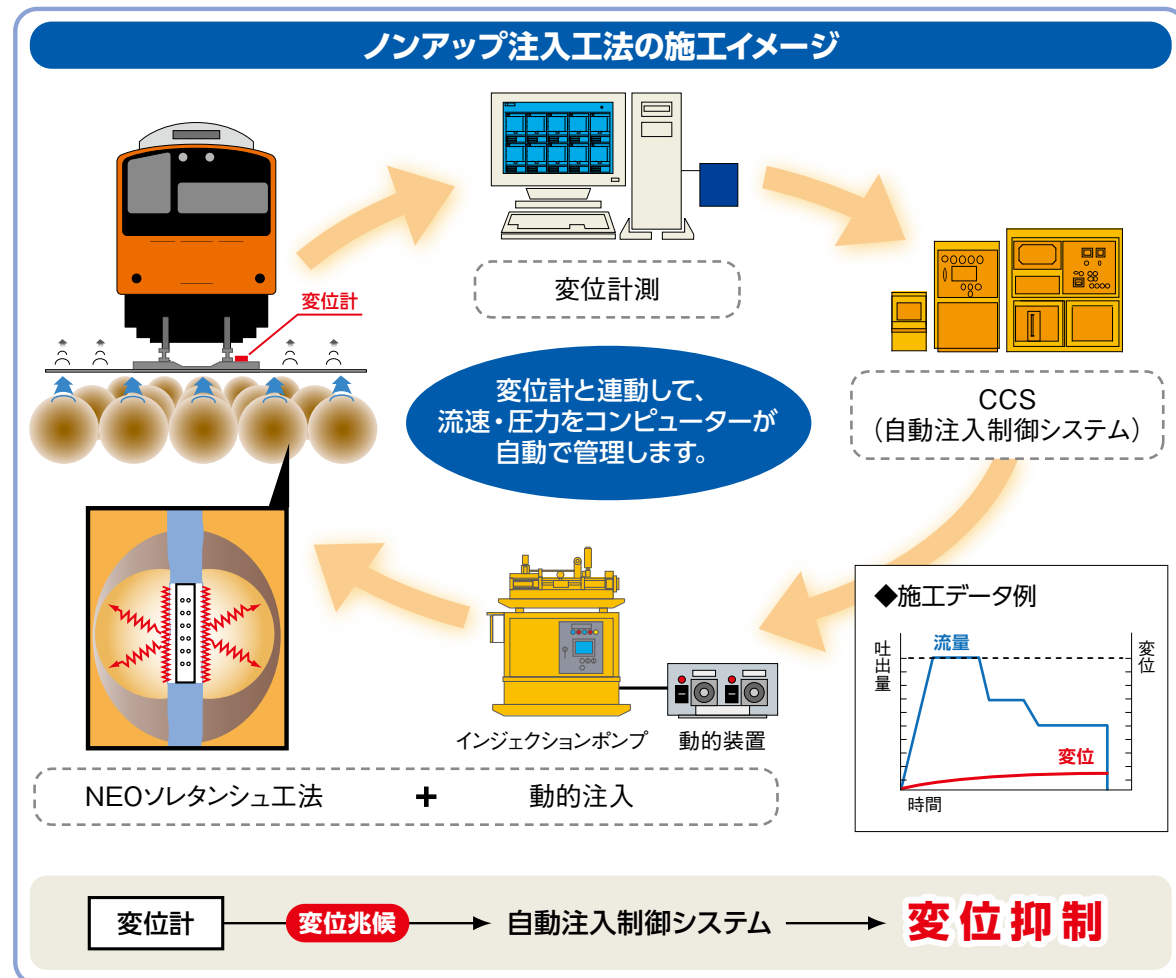 ノンアップ注入工法の施工イメージ
変位計
変位計測
変位計と連動して、
流速・圧力をコンピューターが
自動で管理します。
CCS
（自動注入制御システム）
インジェクションポンプ
動的装置
NEOソレタンシュ工法 + 動的注入
◆施工データ例
吐出量
流量
変位
変位
時間
変位計 変位兆候 自動注入制御システム 変位抑制